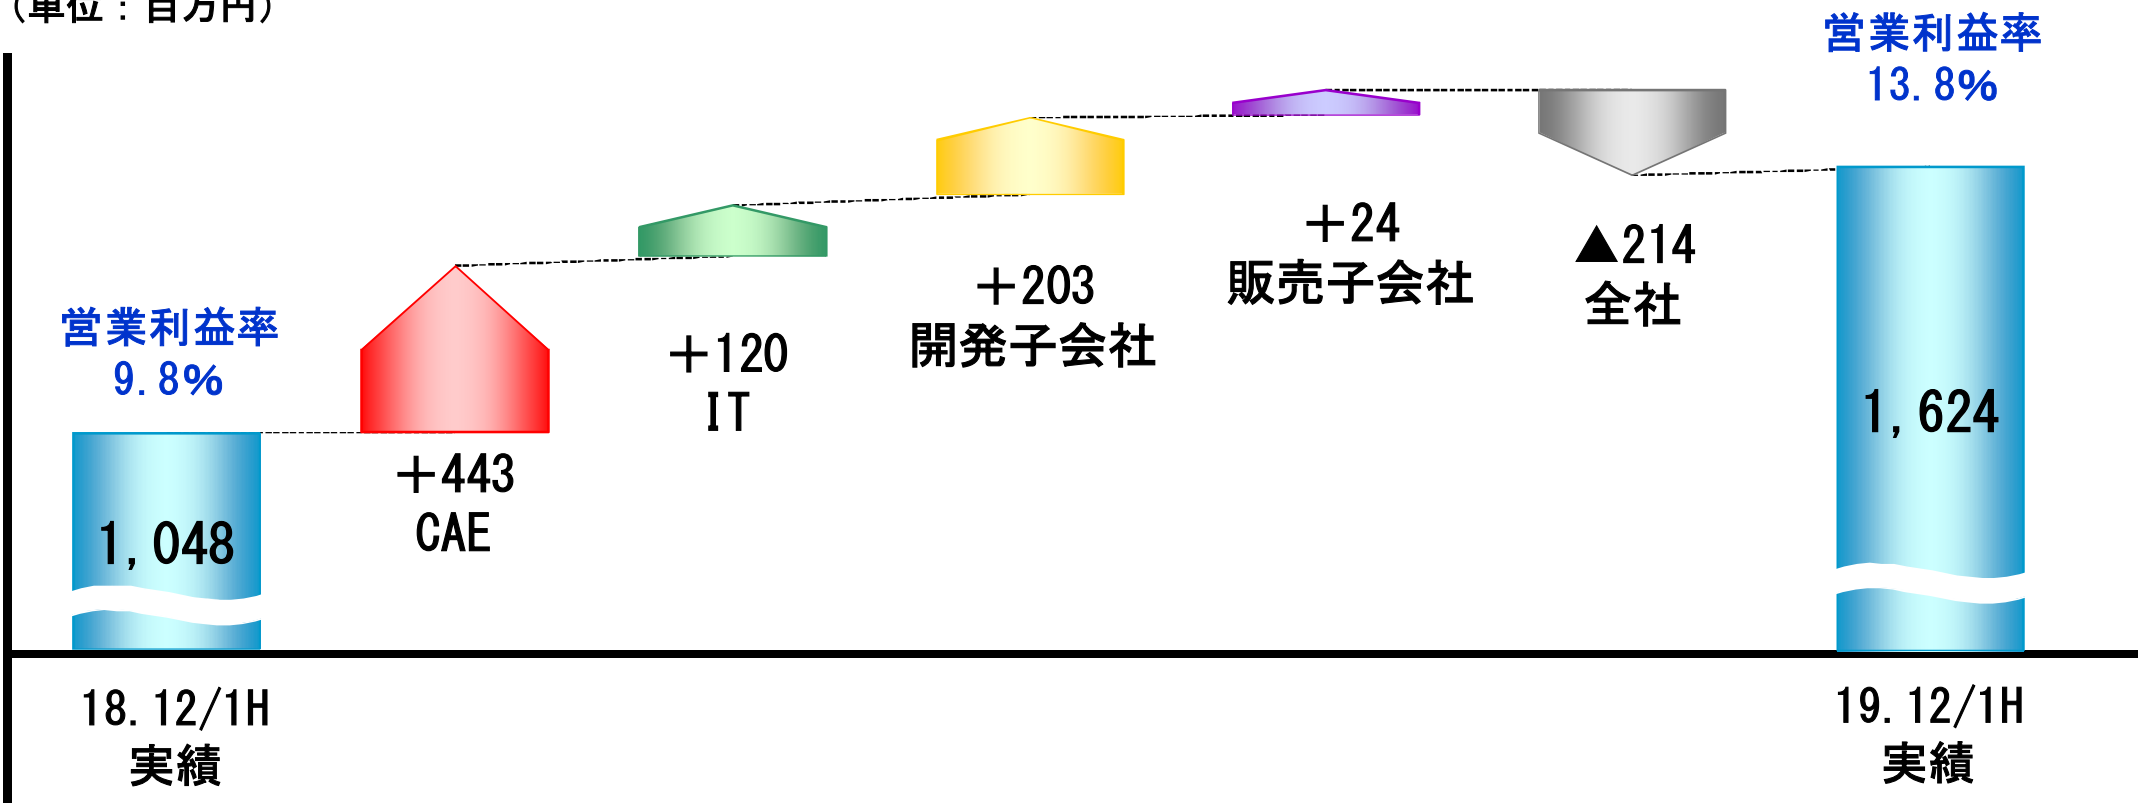 (単位:百万円)
営業利益率
13.8%
営業利益率
9.8%
1,048
+443
CAE
+120
IT
+203
開発子会社
+24
販売子会社
▲214
全社
1,624
18.12/1H
実績
19.12/1H
実績